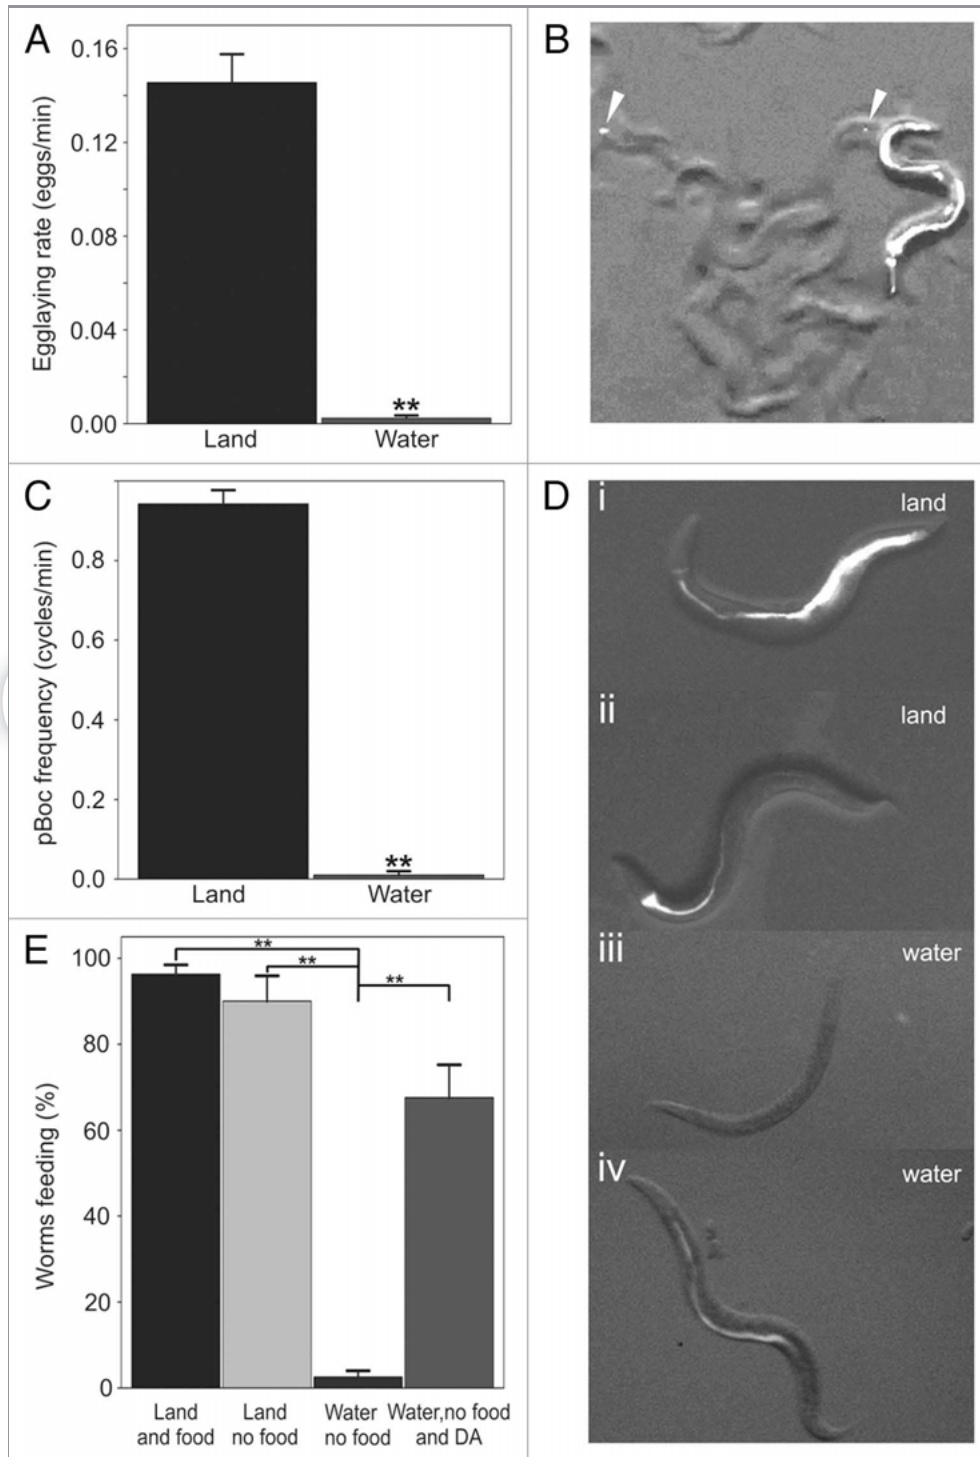 A
Egglaying rate (eggs/min)
0.16
0.12
0.08
0.04
0.00
**
Land
Water
B
C
pBoc frequency (cycles/min)
0.8
0.6
0.4
0.2
0.0
**
Land
Water
D
i
land
ii
land
iii
water
iv
water
E
Worms feeding (%)
100
80
60
40
20
0
**
**
**
Land
and food
Land
no food
Water
no food
Water,no food
and DA